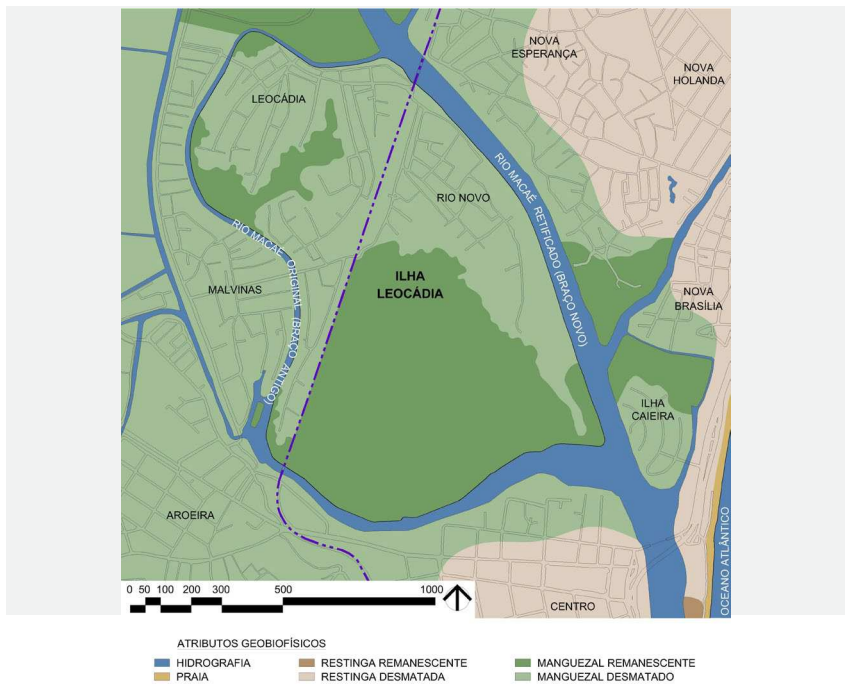 NOVA
ESPERANÇA
NOVA
HOLANDA
LEOCÁDIA
RIO MACAÉ RETIFICADO (BRAÇO NOVO)
RIO NOVO
RIO MACAÉ ORIGINAL (BRAÇO ANTIGO)
ILHA
LEOCÁDIA
MALVINAS
NOVA
BRASÍLIA
ILHA
CAIEIRA
AROEIRA
OCEANO ATLÂNTICO
CENTRO
0 50 100 200 300 500 1000
ATRIBUTOS GEOBIOFÍSICOS
HIDROGRAFIA RESTINGA REMANESCENTE MANGUEZAL REMANESCENTE
PRAIA RESTINGA DESMATADA MANGUEZAL DESMATADO